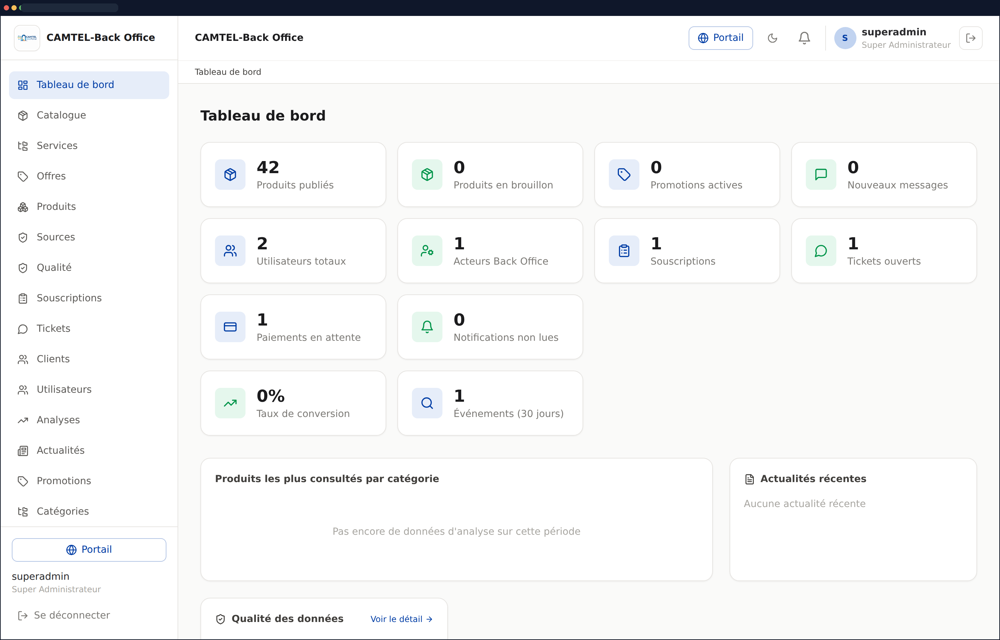 CAMTEL
CAMTEL-Back Office
CAMTEL-Back Office
Portail
S
superadmin
Super Administrateur
Tableau de bord
Tableau de bord
Catalogue
Services
Offres
Produits
Sources
Qualité
Souscriptions
Tickets
Clients
Utilisateurs
Analyses
Actualités
Promotions
Catégories
Portail
superadmin
Super Administrateur
Se déconnecter
Tableau de bord
42
Produits publiés
0
Produits en brouillon
0
Promotions actives
0
Nouveaux messages
2
Utilisateurs totaux
1
Acteurs Back Office
1
Souscriptions
1
Tickets ouverts
1
Paiements en attente
0
Notifications non lues
0%
Taux de conversion
1
Événements (30 jours)
Produits les plus consultés par catégorie
Pas encore de données d'analyse sur cette période
Actualités récentes
Aucune actualité récente
Qualité des données
Voir le détail →